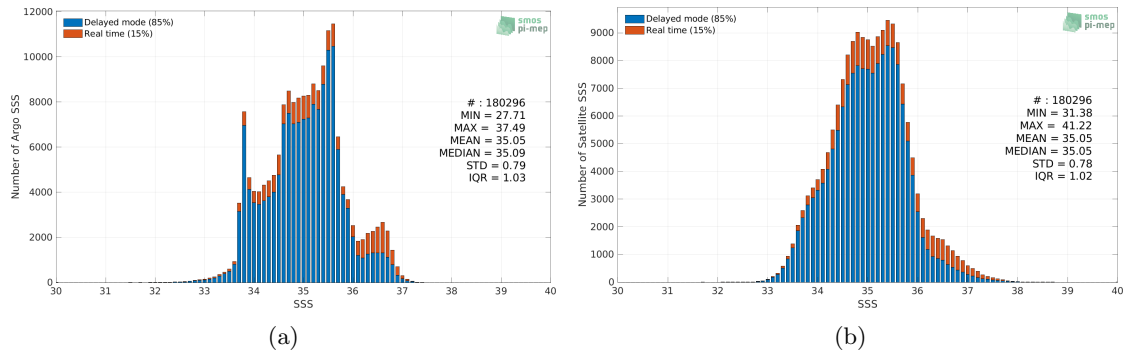 Delayed mode (85%)
Real time (15%)
smos
pi-mep
Number of Argo SSS
12000
10000
8000
6000
4000
2000
0
# : 180296
MIN = 27.71
MAX = 37.49
MEAN = 35.05
MEDIAN = 35.09
STD = 0.79
IQR = 1.03
30 31 32 33 34 35 36 37 38 39 40
SSS
(a)
Delayed mode (85%)
Real time (15%)
smos
pi-mep
Number of Satellite SSS
9000
8000
7000
6000
5000
4000
3000
2000
1000
0
# : 180296
MIN = 31.38
MAX = 41.22
MEAN = 35.05
MEDIAN = 35.05
STD = 0.78
IQR = 1.02
30 31 32 33 34 35 36 37 38 39 40
SSS
(b)